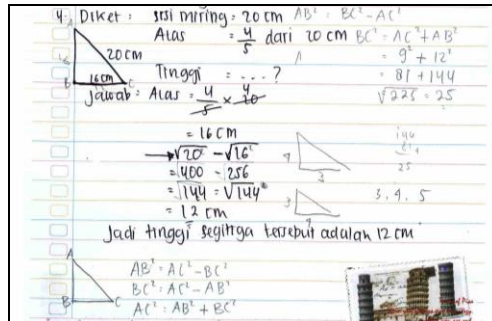 4. Diket : sisi miring = 20 cm AB² : BC² - AC²
A
Alas = 4/5 dari 20 cm BC² = AC² + AB²
20 cm
= 9² + 12²
Tinggi = ....?
= 81 + 144
B 16 cm C
√225 = 25
Jawab : Alas = 4/5 × 20 4
= 16 cm
→ √20² - √16²
= 400 - 256
25
= √144 = √144
3
3 . 4 . 5
= 12 cm
Jadi tinggi segitiga tersebut adalah 12 cm
A
AB² = AC² - BC²
BC² = AC² - AB²
B C
AC² = AB² + BC²